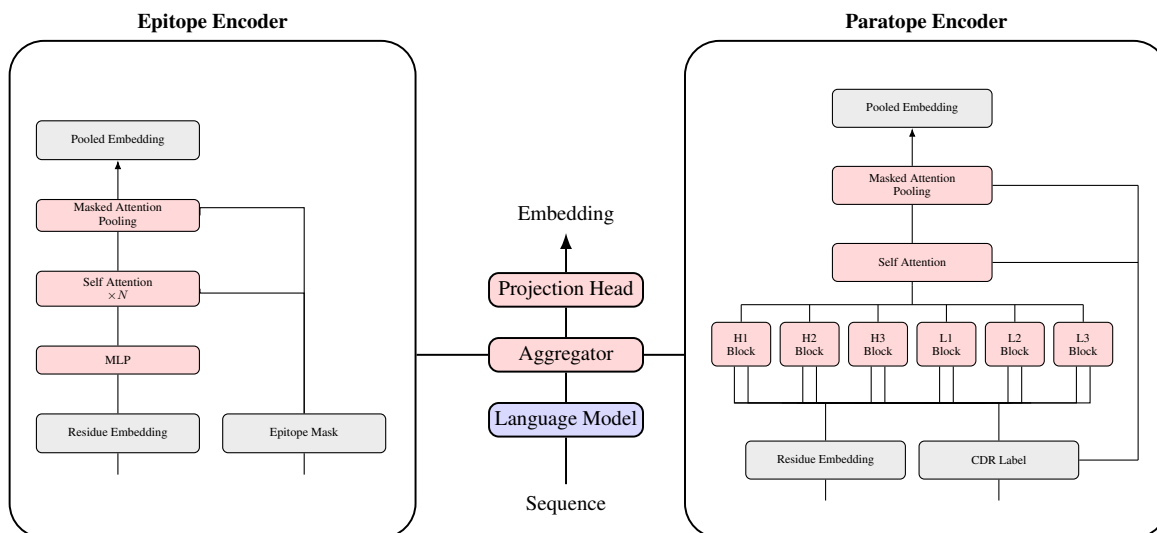 Epitope Encoder
Pooled Embedding
Masked Attention
Pooling
Self Attention
×N
MLP
Residue Embedding
Epitope Mask
Embedding
Projection Head
Aggregator
Language Model
Sequence
Paratope Encoder
Pooled Embedding
Masked Attention
Pooling
Self Attention
H1
Block
H2
Block
H3
Block
L1
Block
L2
Block
L3
Block
Residue Embedding
CDR Label